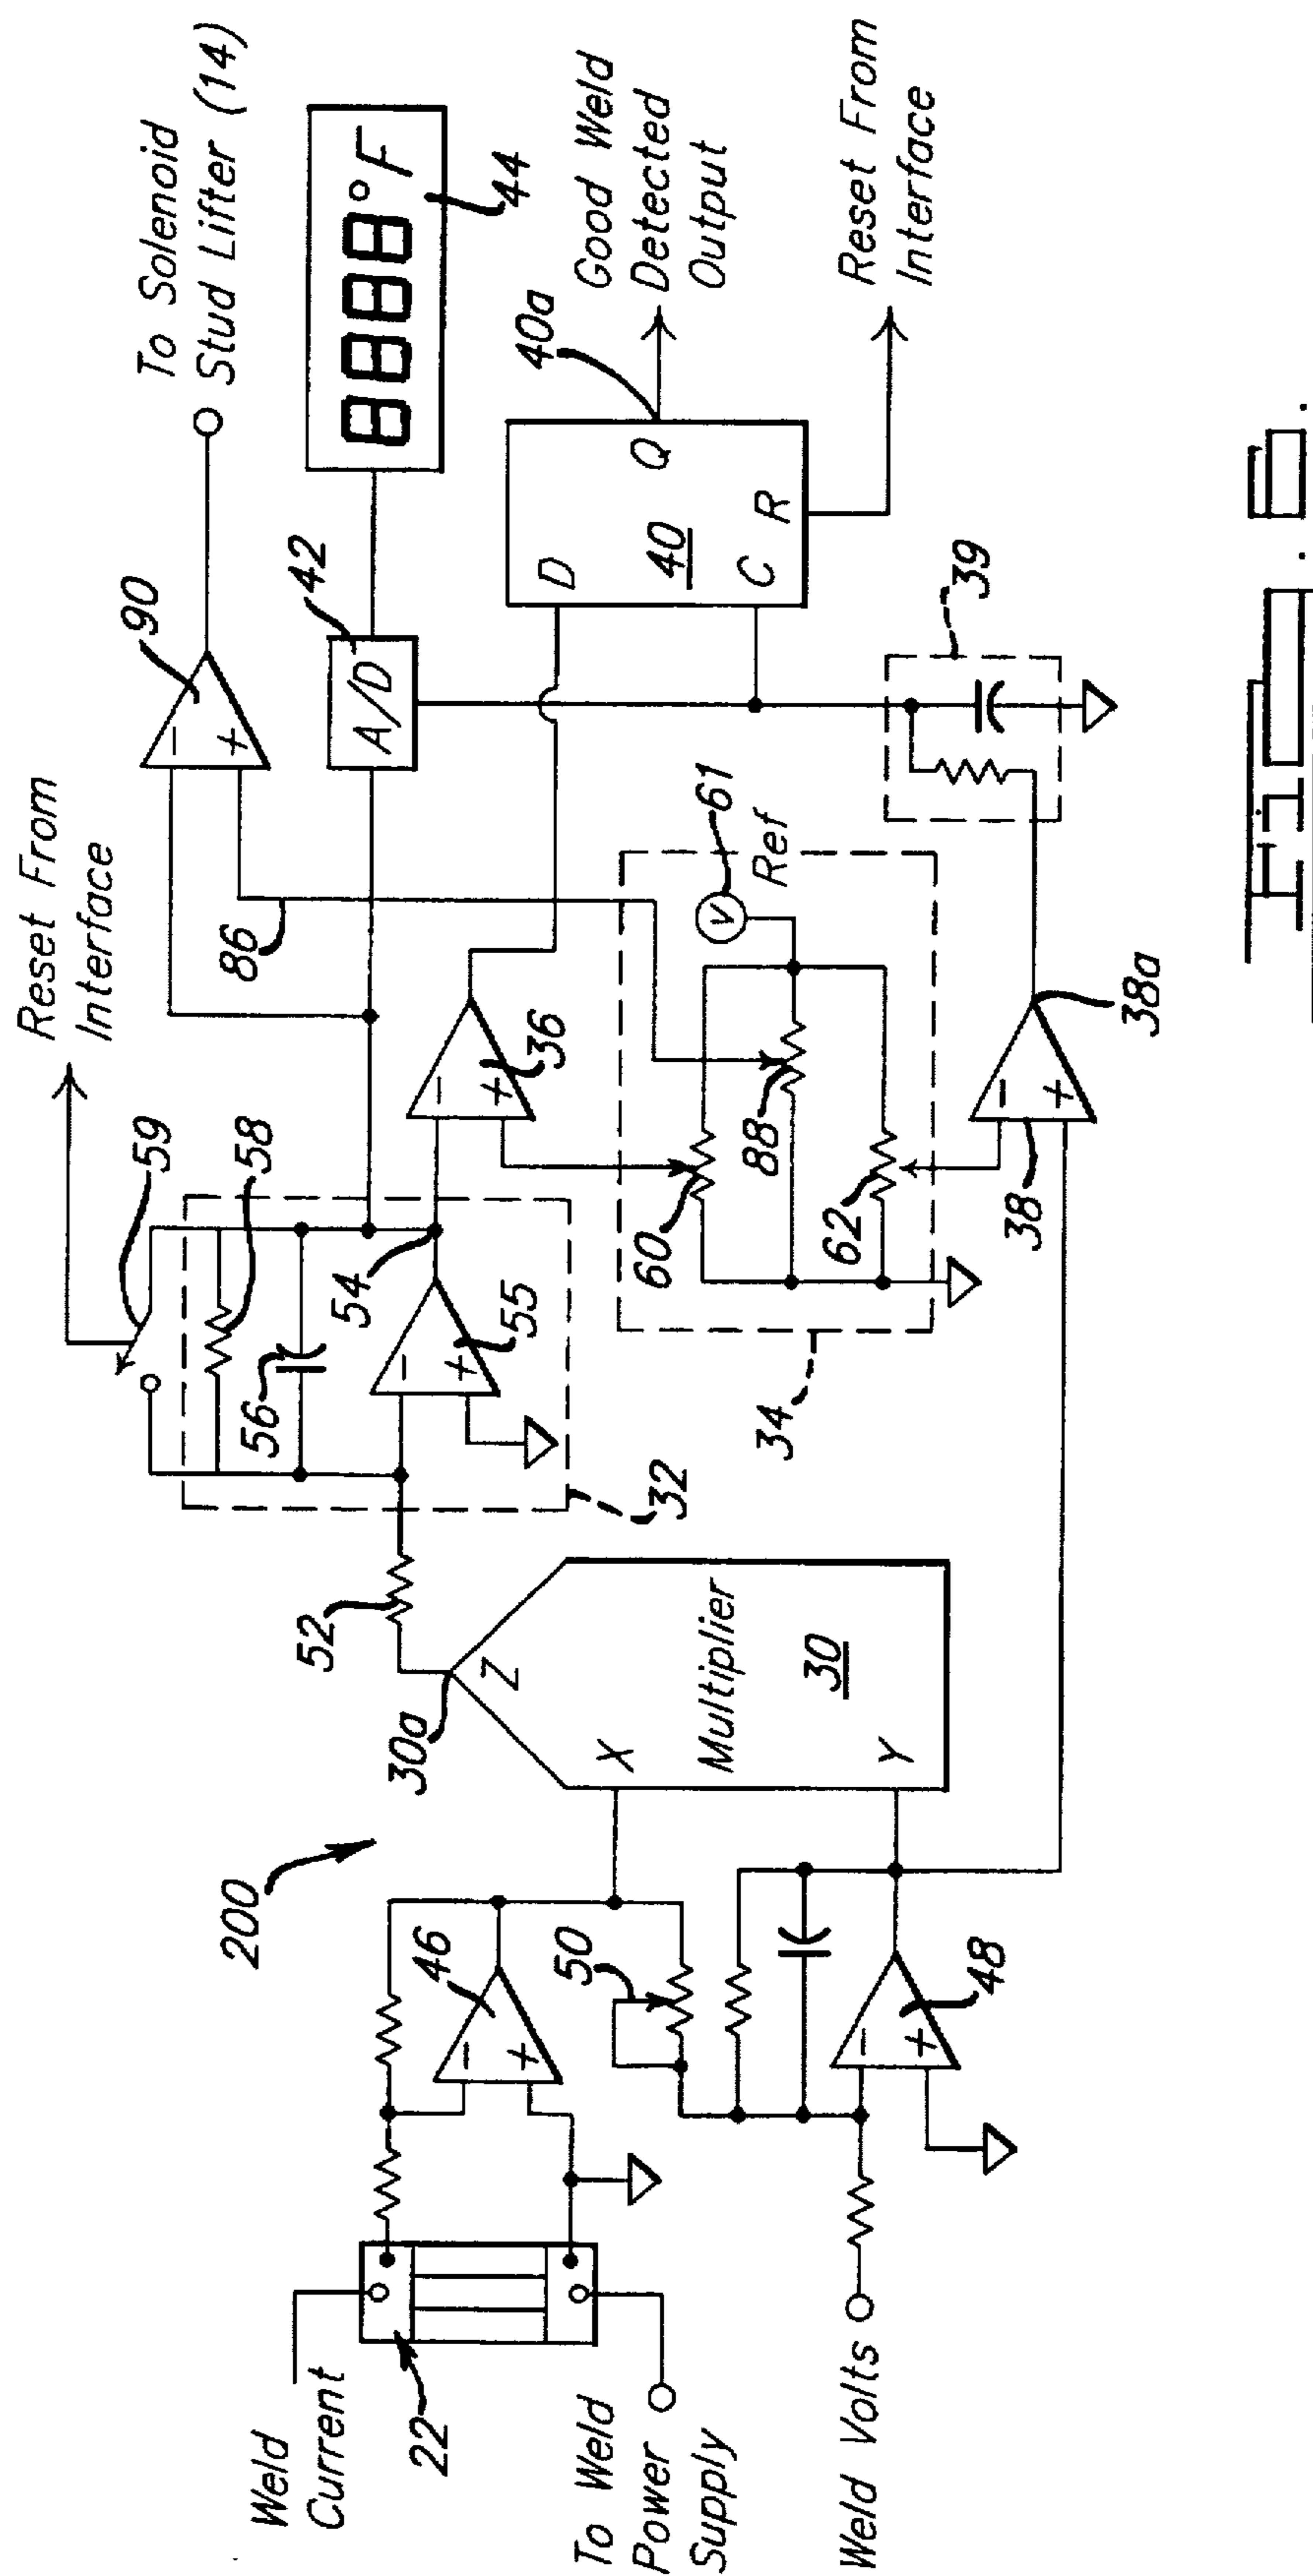 Weld
Current
22
To Weld
Power
Supply
Weld Volts
200
46
−
+
50
48
−
+
30a
X
Y
Z
Multiplier
30
52
32
Reset From
Interface
59
58
56
54
55
−
+
36
−
+
86
90
−
+
To Solenoid
Stud Lifter (14)
42
A/D
8888°F
44
34
60
88
62
61
V
Ref
38
38a
−
+
39
D
Q
40
C
R
40a
Good Weld
Detected
Output
Reset From
Interface